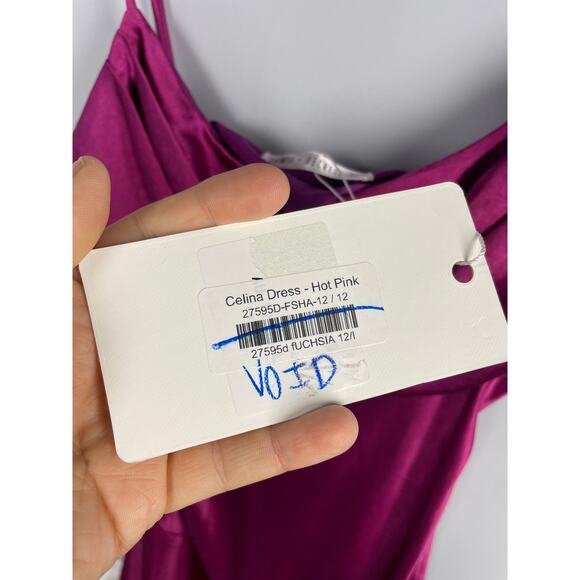 Celina Dress - Hot Pink
27595D-FSHA-12 / 12
27595d fUCHSIA 12/l
VOID